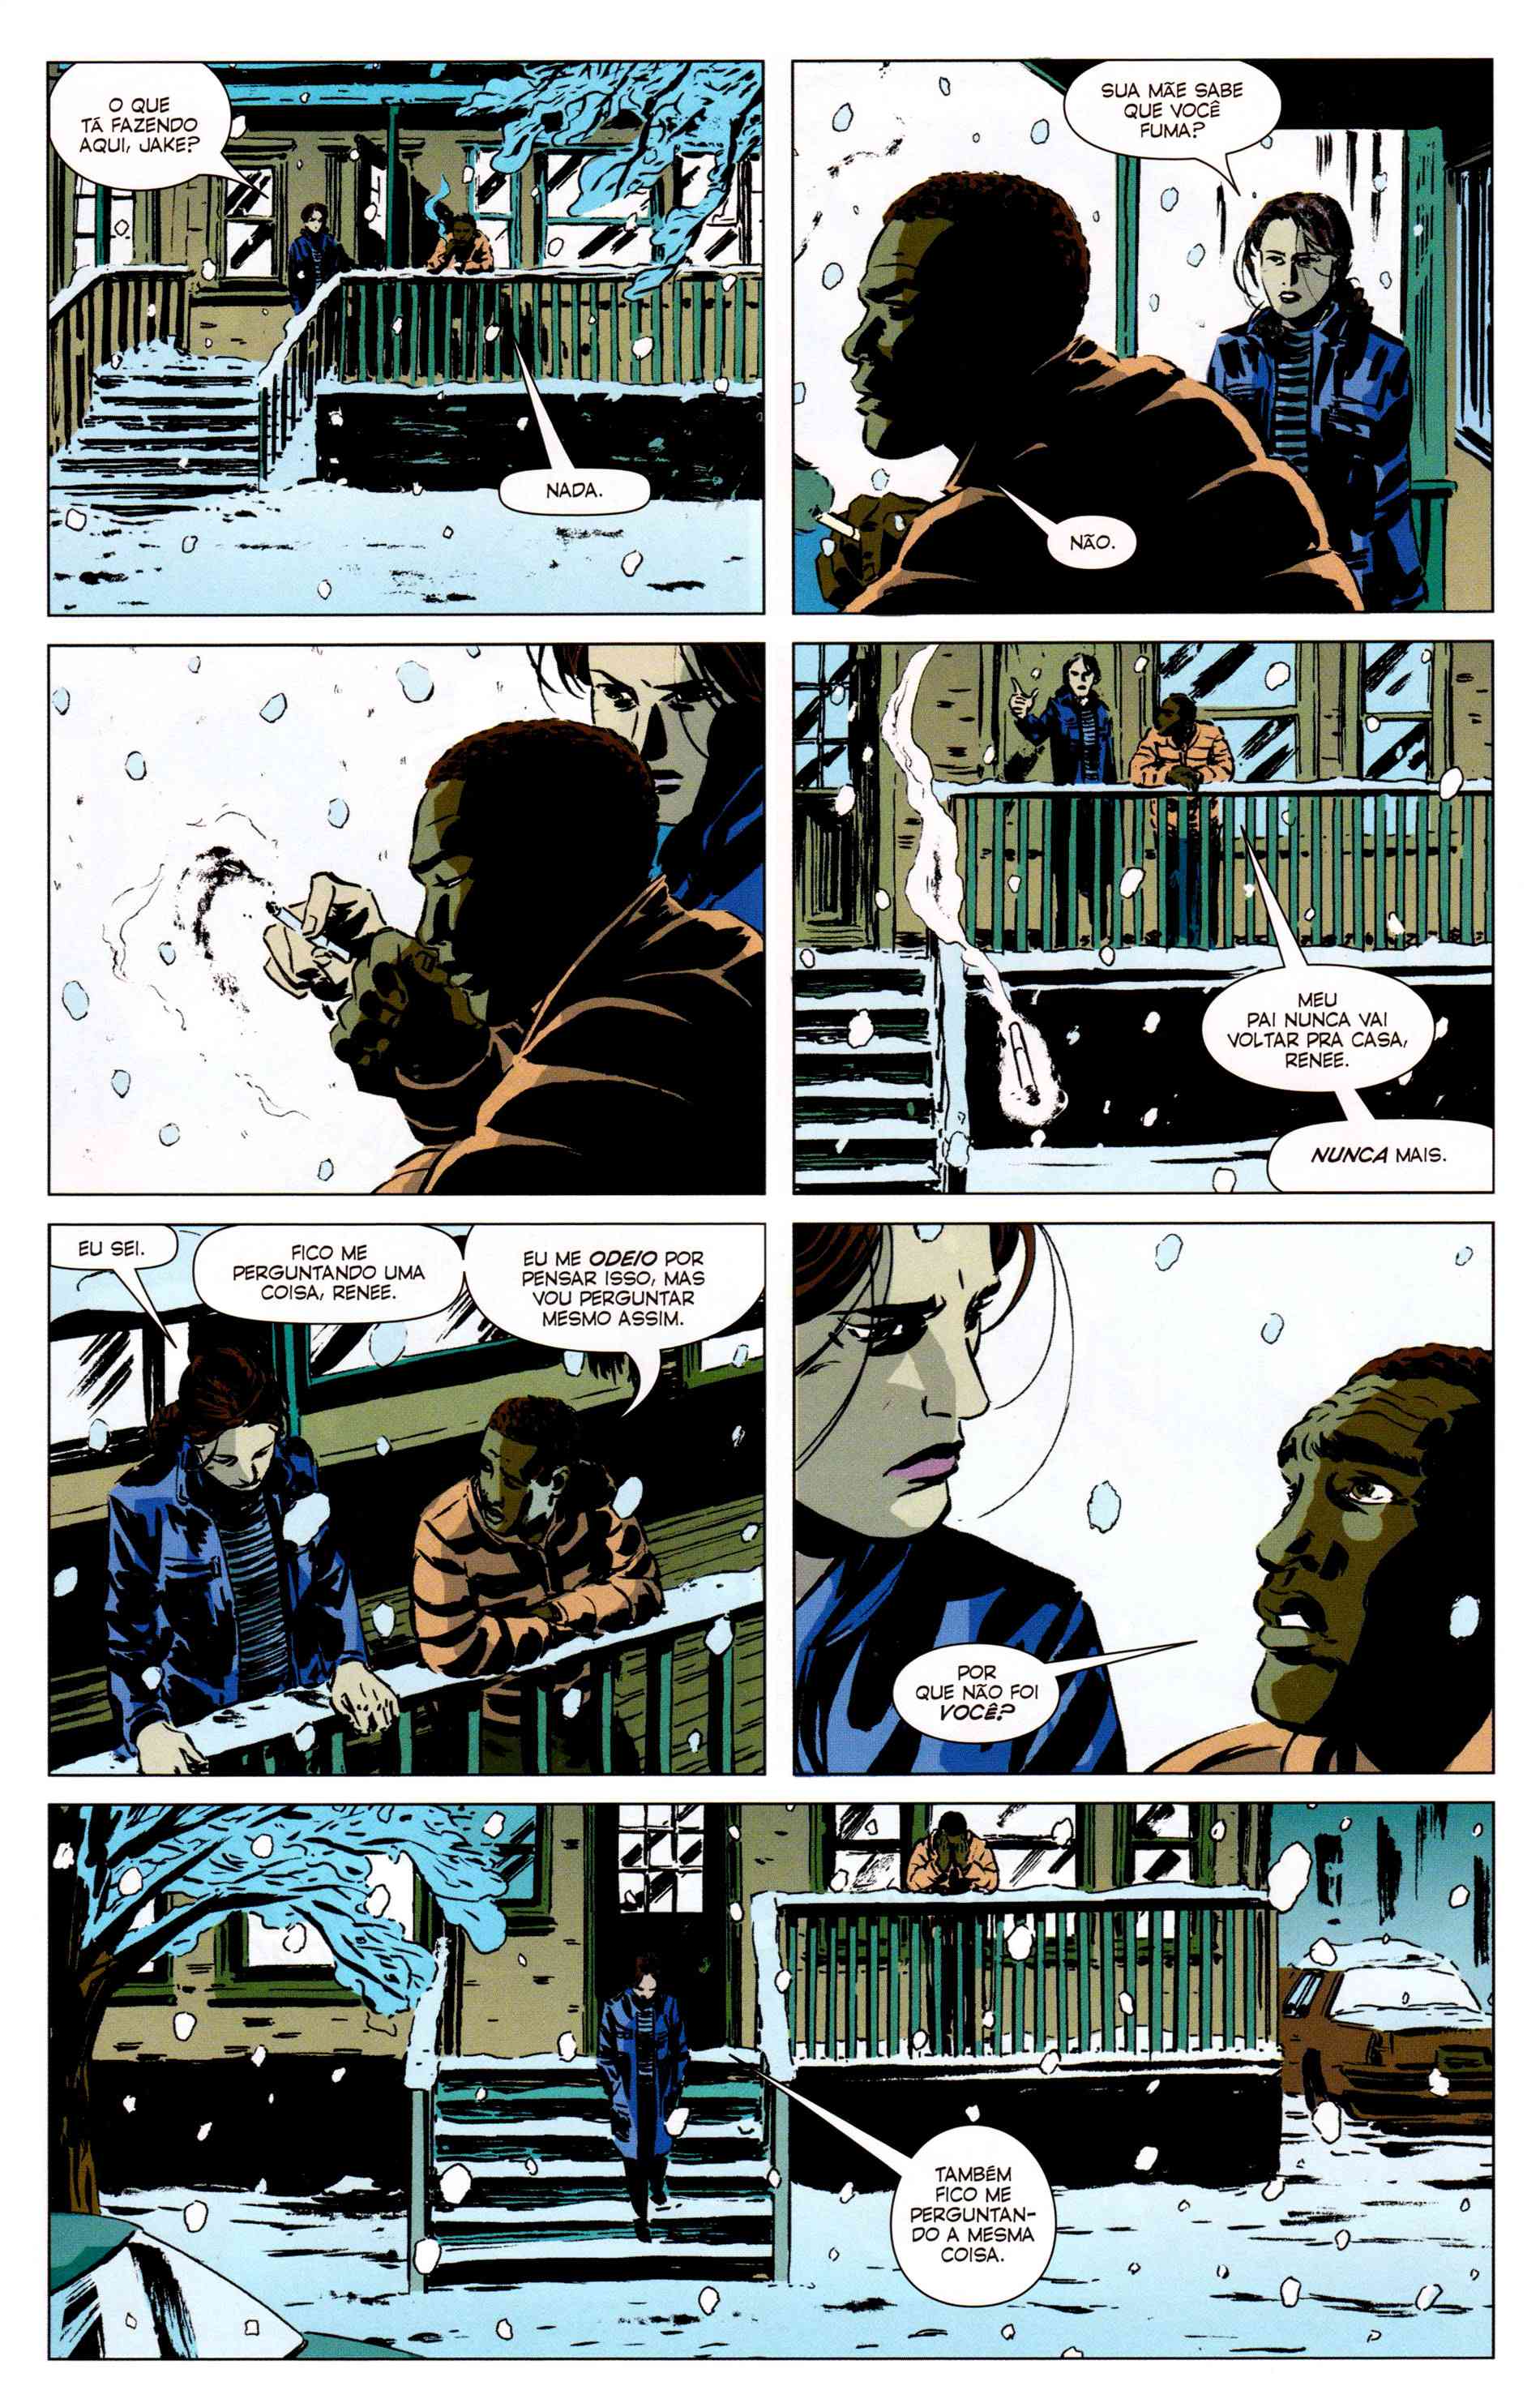 O QUE
TÁ FAZENDO
AQUI, JAKE?
NADA.
SUA MÃE SABE
QUE VOCÊ
FUMA?
NÃO.
MEU
PAI NUNCA VAI
VOLTAR PRA CASA,
RENEE.
NUNCA MAIS.
EU SEI.
FICO ME
PERGUNTANDO UMA
COISA, RENEE.
EU ME ODEIO POR
PENSAR ISSO, MAS
VOU PERGUNTAR
MESMO ASSIM.
POR
QUE NÃO FOI
VOCÊ?
TAMBÉM
FICO ME
PERGUNTAN-
DO A MESMA
COISA.